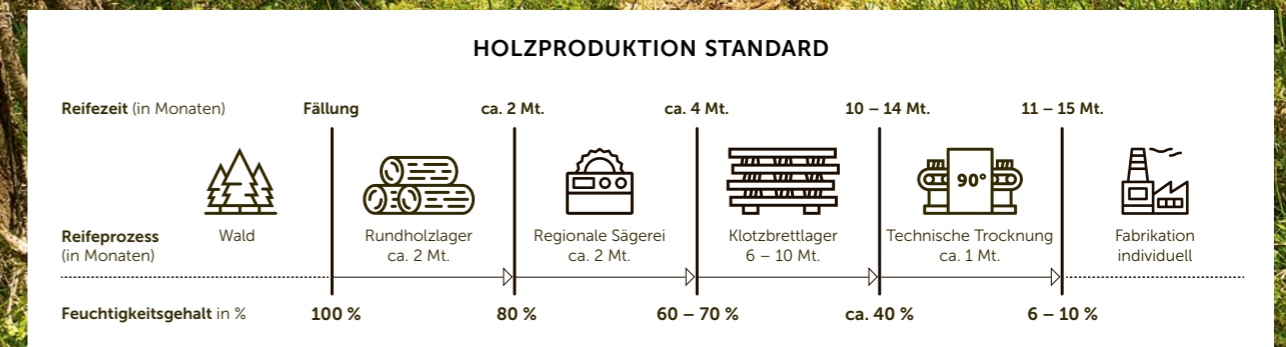 HOLZPRODUKTION STANDARD
Reifezeit (in Monaten) Fällung ca. 2 Mt. ca. 4 Mt. 10 – 14 Mt. 11 – 15 Mt.
90°
Reifeprozess Wald Rundholzlager Regionale Sägerei Klotzbrettlager Technische Trocknung Fabrikation
(in Monaten) ca. 2 Mt. ca. 2 Mt. 6 – 10 Mt. ca. 1 Mt. individuell
Feuchtigkeitsgehalt in % 100 % 80 % 60 – 70 % ca. 40 % 6 – 10 %